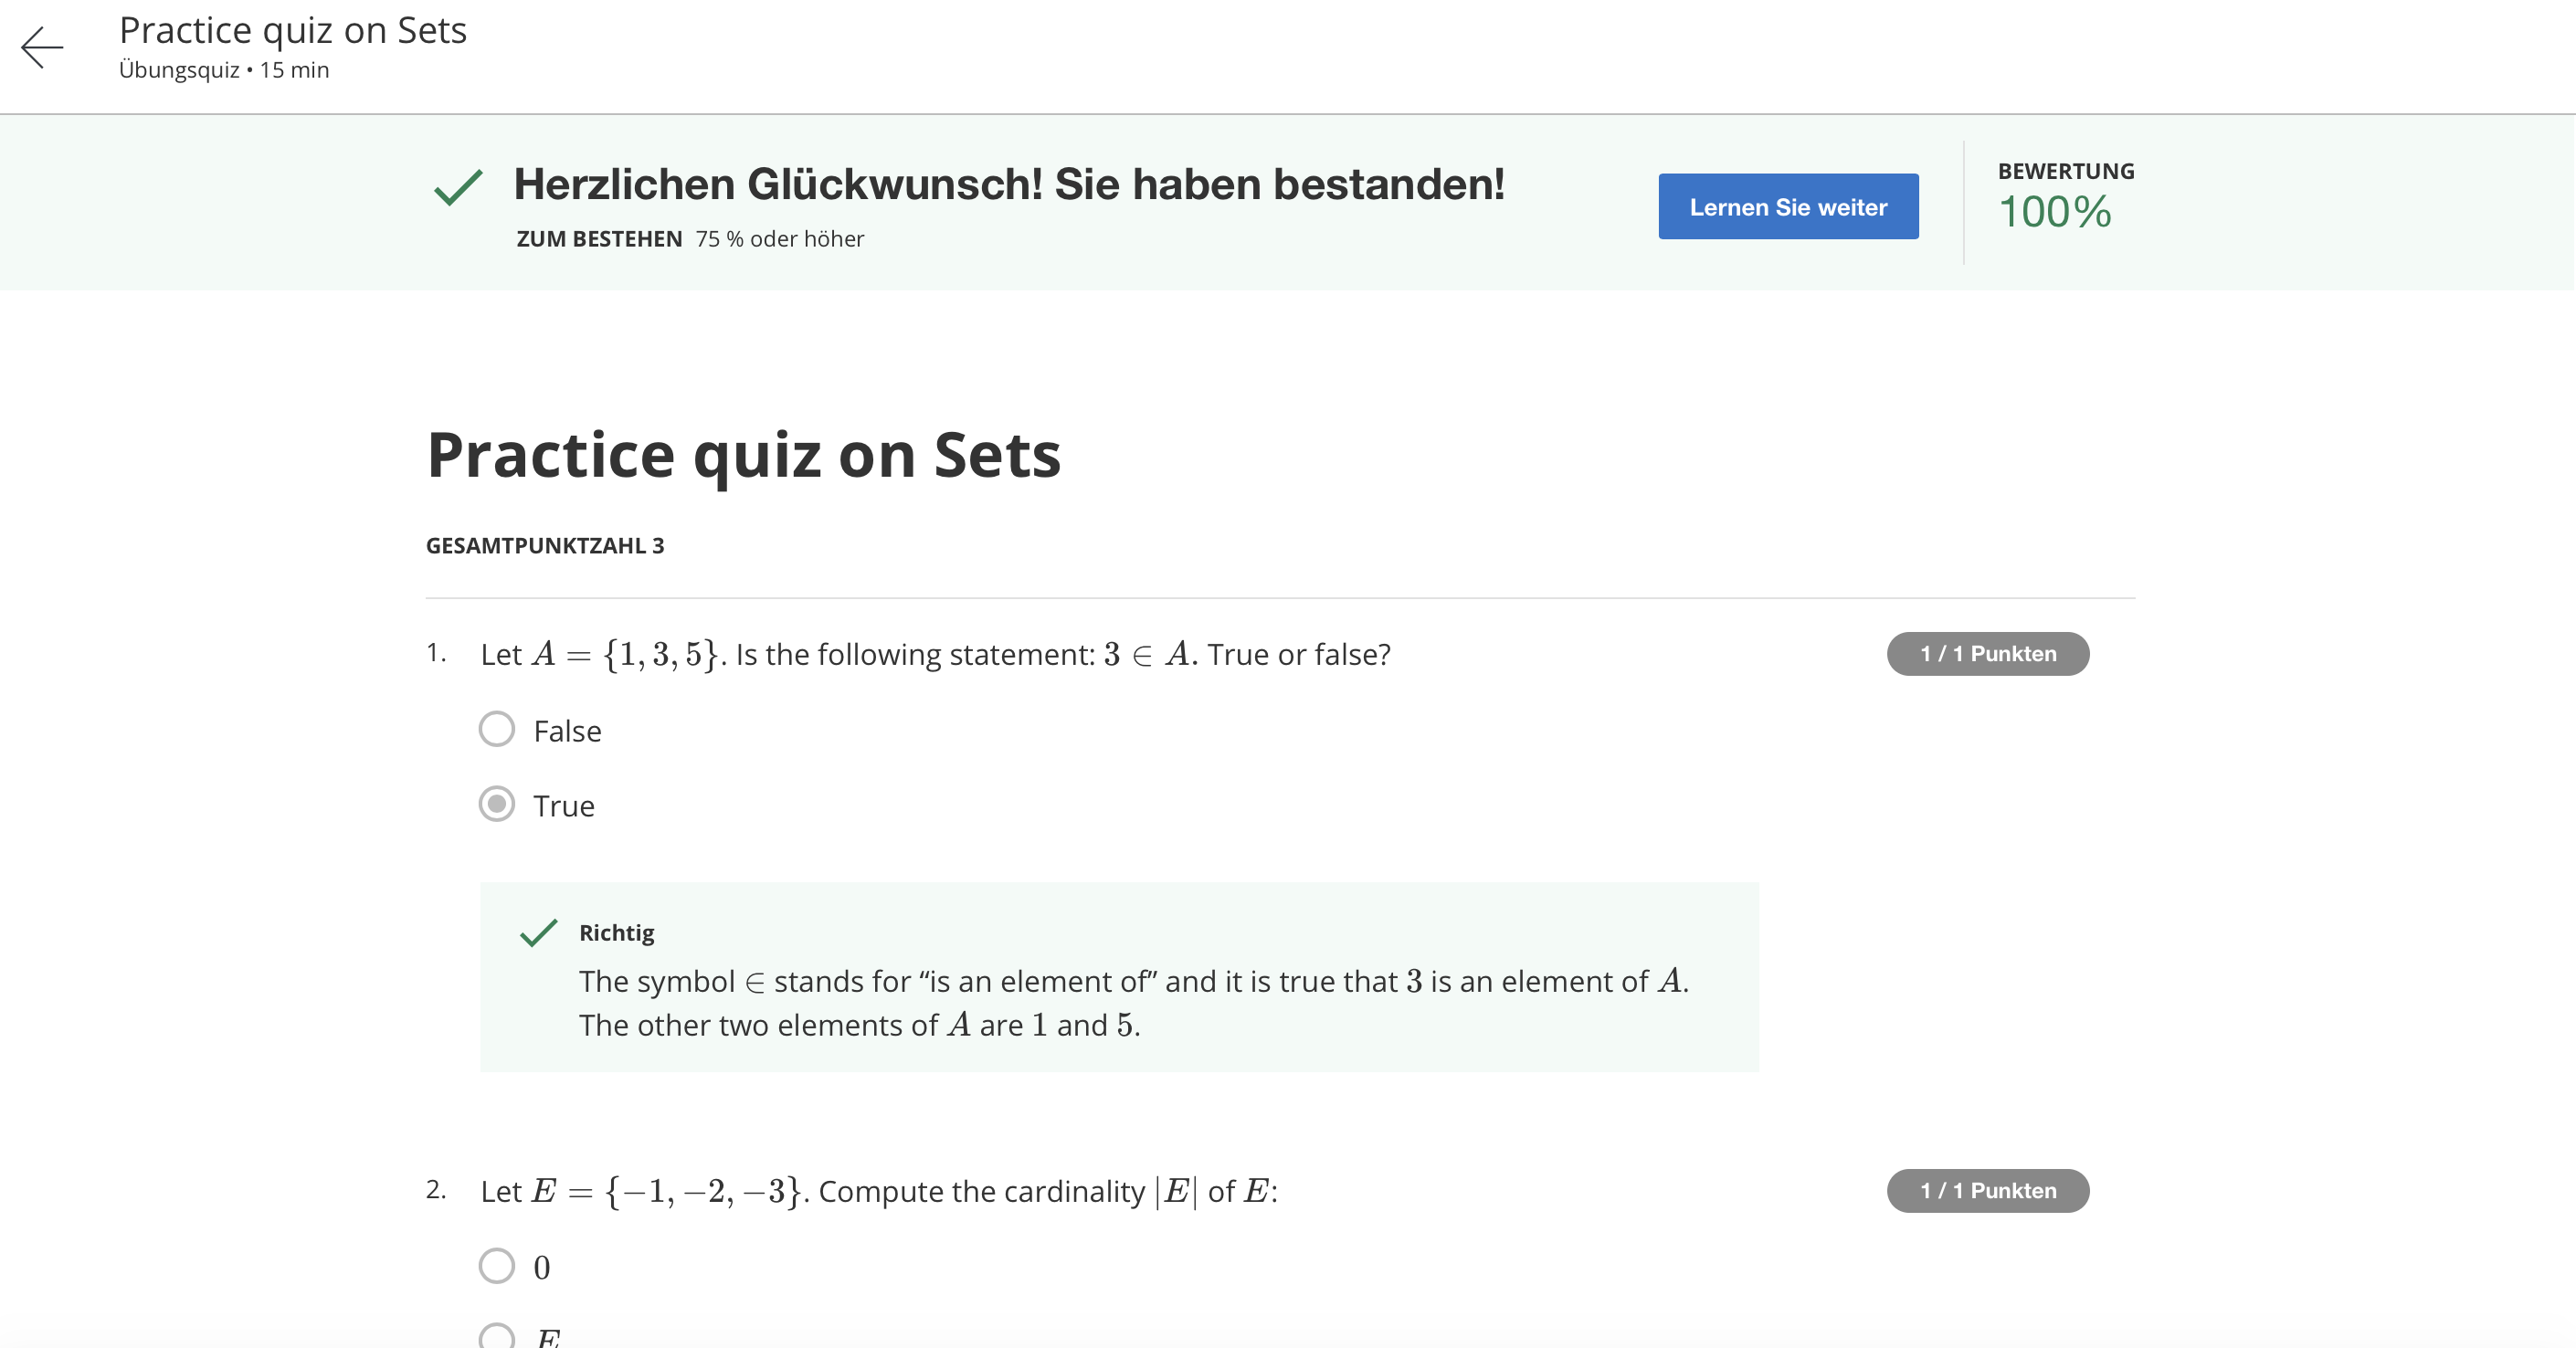 Practice quiz on Sets
Übungsquiz • 15 min
Herzlichen Glückwunsch! Sie haben bestanden!
ZUM BESTEHEN 75 % oder höher
Lernen Sie weiter
BEWERTUNG
100%
Practice quiz on Sets
GESAMTPUNKTZAHL 3
1. Let A = {1, 3, 5}. Is the following statement: 3 ∈ A. True or false?
1 / 1 Punkten
False
True
Richtig
The symbol ∈ stands for “is an element of” and it is true that 3 is an element of A.
The other two elements of A are 1 and 5.
2. Let E = {−1, −2, −3}. Compute the cardinality |E| of E:
1 / 1 Punkten
0
E